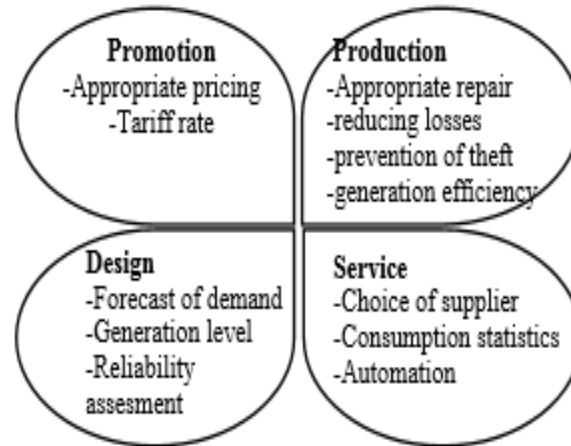 Promotion
-Appropriate pricing
-Tariff rate
Production
-Appropriate repair
-reducing losses
-prevention of theft
-generation efficiency
Design
-Forecast of demand
-Generation level
-Reliability
assesment
Service
-Choice of supplier
-Consumption statistics
-Automation